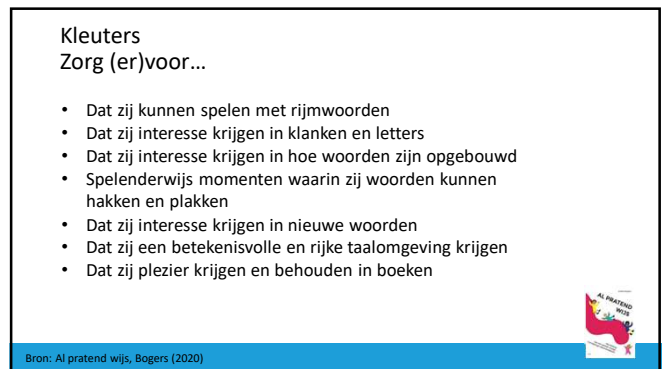 Kleuters
Zorg (er)voor…
• Dat zij kunnen spelen met rijmwoorden
• Dat zij interesse krijgen in klanken en letters
• Dat zij interesse krijgen in hoe woorden zijn opgebouwd
• Spelenderwijs momenten waarin zij woorden kunnen
hakken en plakken
• Dat zij interesse krijgen in nieuwe woorden
• Dat zij een betekenisvolle en rijke taalomgeving krijgen
• Dat zij plezier krijgen en behouden in boeken
AL PRATEND
WIJS
Bron: Al pratend wijs, Bogers (2020)